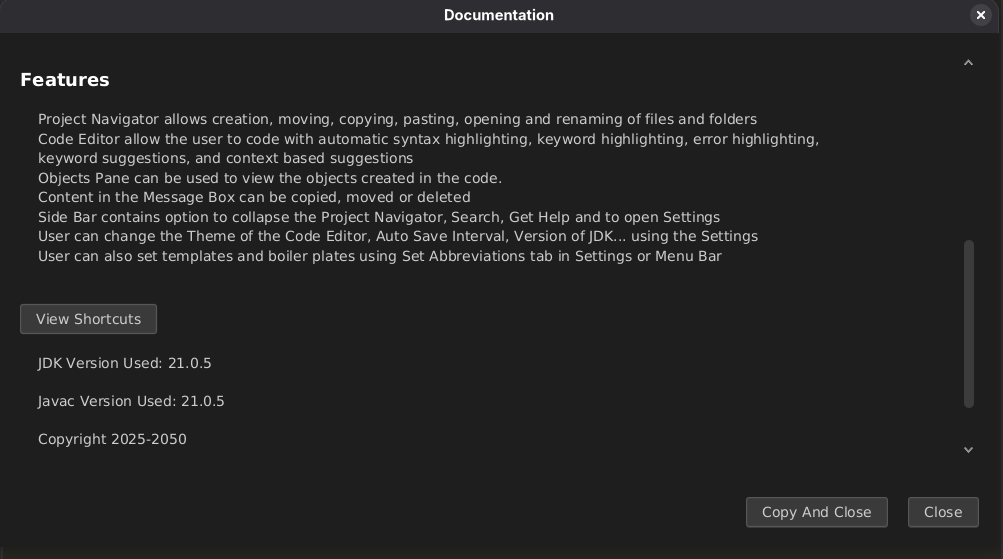 Documentation
Features
Project Navigator allows creation, moving, copying, pasting, opening and renaming of files and folders
Code Editor allow the user to code with automatic syntax highlighting, keyword highlighting, error highlighting,
keyword suggestions, and context based suggestions
Objects Pane can be used to view the objects created in the code.
Content in the Message Box can be copied, moved or deleted
Side Bar contains option to collapse the Project Navigator, Search, Get Help and to open Settings
User can change the Theme of the Code Editor, Auto Save Interval, Version of JDK... using the Settings
User can also set templates and boiler plates using Set Abbreviations tab in Settings or Menu Bar
View Shortcuts
JDK Version Used: 21.0.5
Javac Version Used: 21.0.5
Copyright 2025-2050
Copy And Close
Close